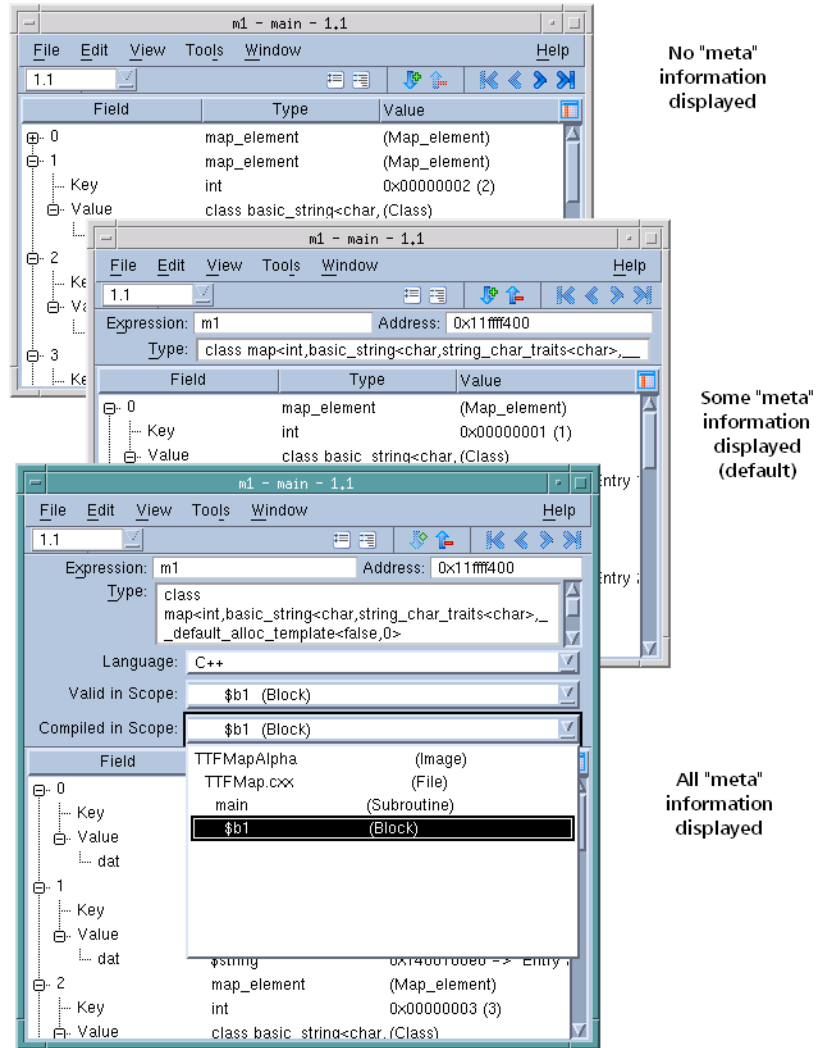 m1 - main - 1.1
File Edit View Tools Window Help
1.1
Field Type Value
0 map_element (Map_element)
1 map_element (Map_element)
Key int 0x00000002 (2)
Value class basic_string<char, (Class)
2
3
No "meta"
information
displayed
m1 - main - 1.1
File Edit View Tools Window Help
1.1
Expression: m1 Address: 0x11ffff400
Type: class map<int,basic_string<char,string_char_traits<char>,__
Field Type Value
0 map_element (Map_element)
Key int 0x00000001 (1)
Value class basic_string<char, (Class)
Entry
Entry
Some "meta"
information
displayed
(default)
m1 - main - 1.1
File Edit View Tools Window Help
1.1
Expression: m1 Address: 0x11ffff400
Type: class
map<int,basic_string<char,string_char_traits<char>,_
_default_alloc_template<false,0>
Language: C++
Valid in Scope: $b1 (Block)
Compiled in Scope: $b1 (Block)
Field
TTFMapAlpha (Image)
TTFMap.cxx (File)
main (Subroutine)
$b1 (Block)
0
Key
Value
dat
1
Key
Value
dat $string
2 map_element (Map_element)
Key int 0x00000003 (3)
Value class basic_string<char, (Class)
All "meta"
information
displayed